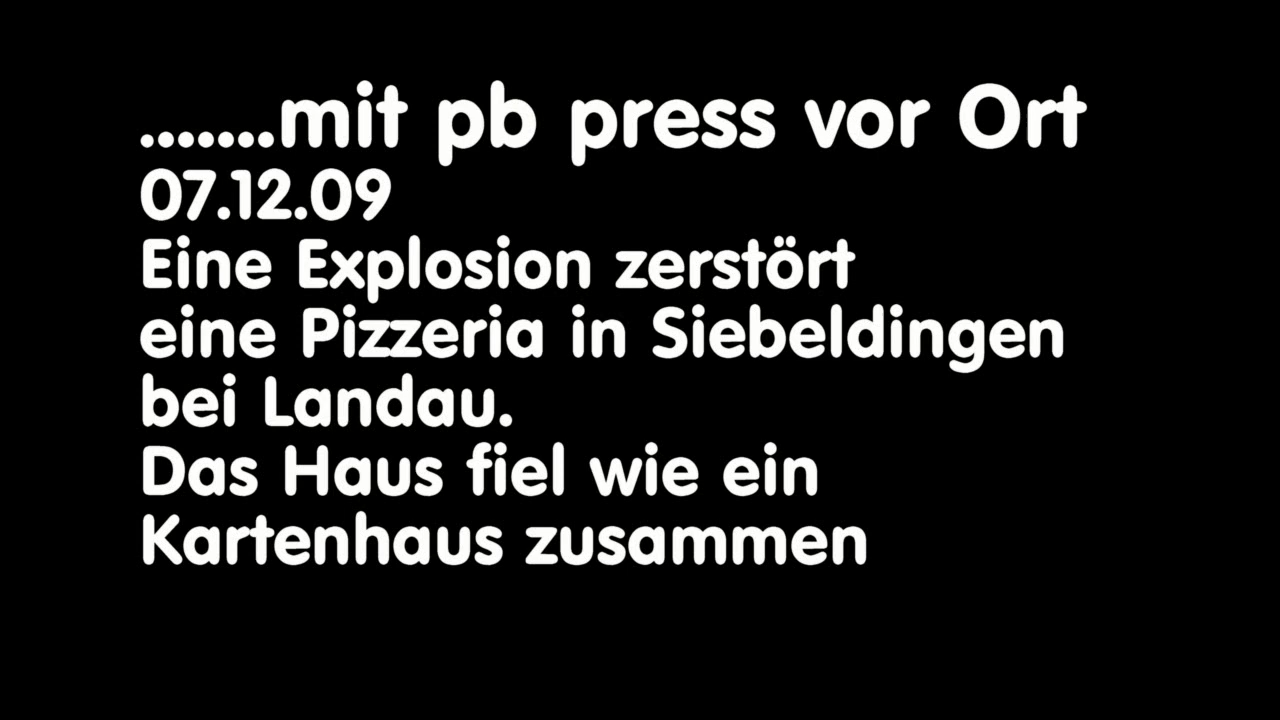 .......mit pb press vor Ort
07.12.09
Eine Explosion zerstört
eine Pizzeria in Siebeldingen
bei Landau.
Das Haus fiel wie ein
Kartenhaus zusammen